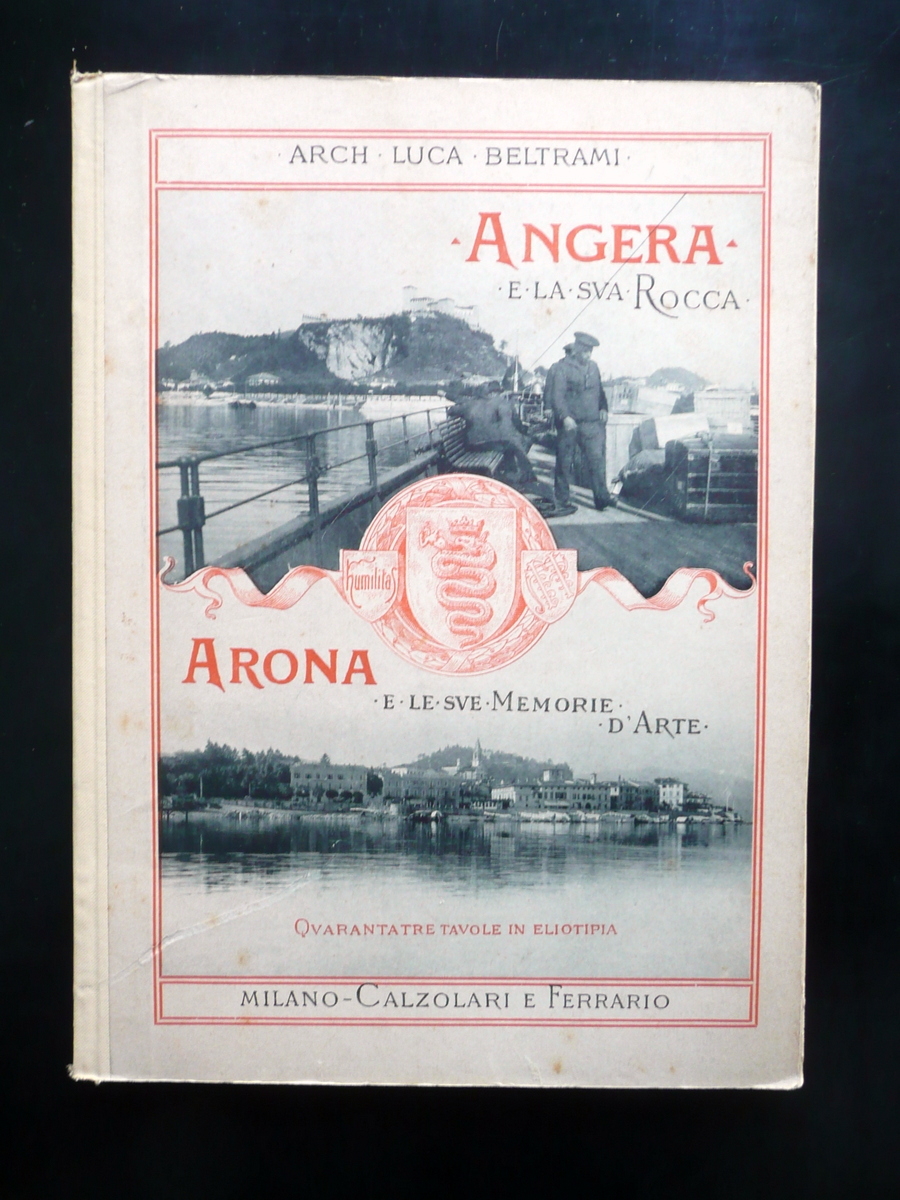 ·ARCH·LUCA·BELTRAMI·
·ANGERA·
·E·LA·SVA·ROCCA·
humilitas
ARONA
·E·LE·SVE·MEMORIE·
·D'ARTE·
QVARANTATRE TAVOLE IN ELIOTIPIA
MILANO-CALZOLARI E FERRARIO